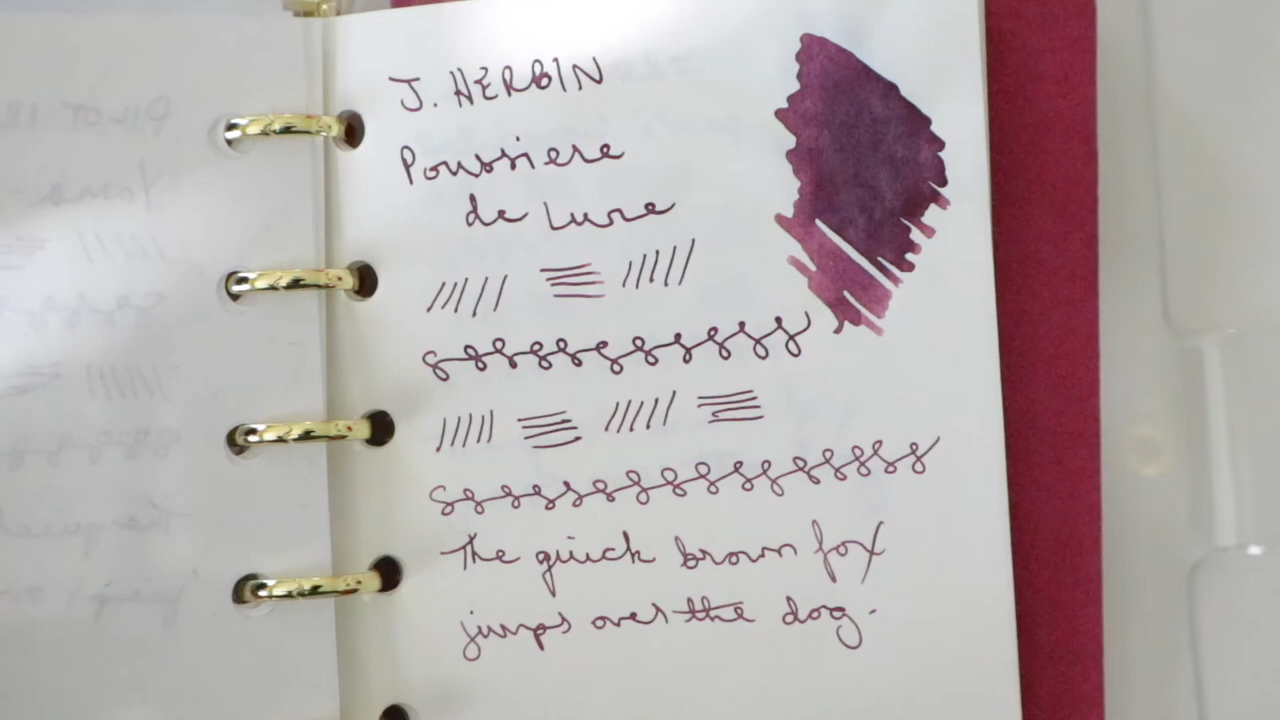 J. HERBIN
Poussiere
de Lune
The quick brown fox
jumps over the dog.